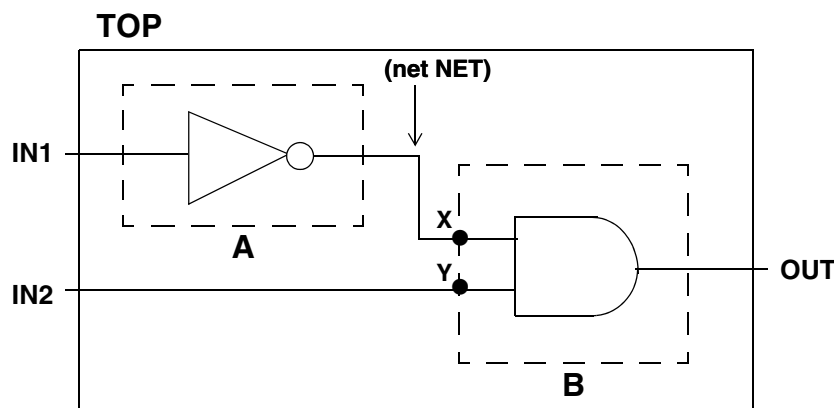 TOP
(net NET)
IN1
X
A
Y
OUT
IN2
B